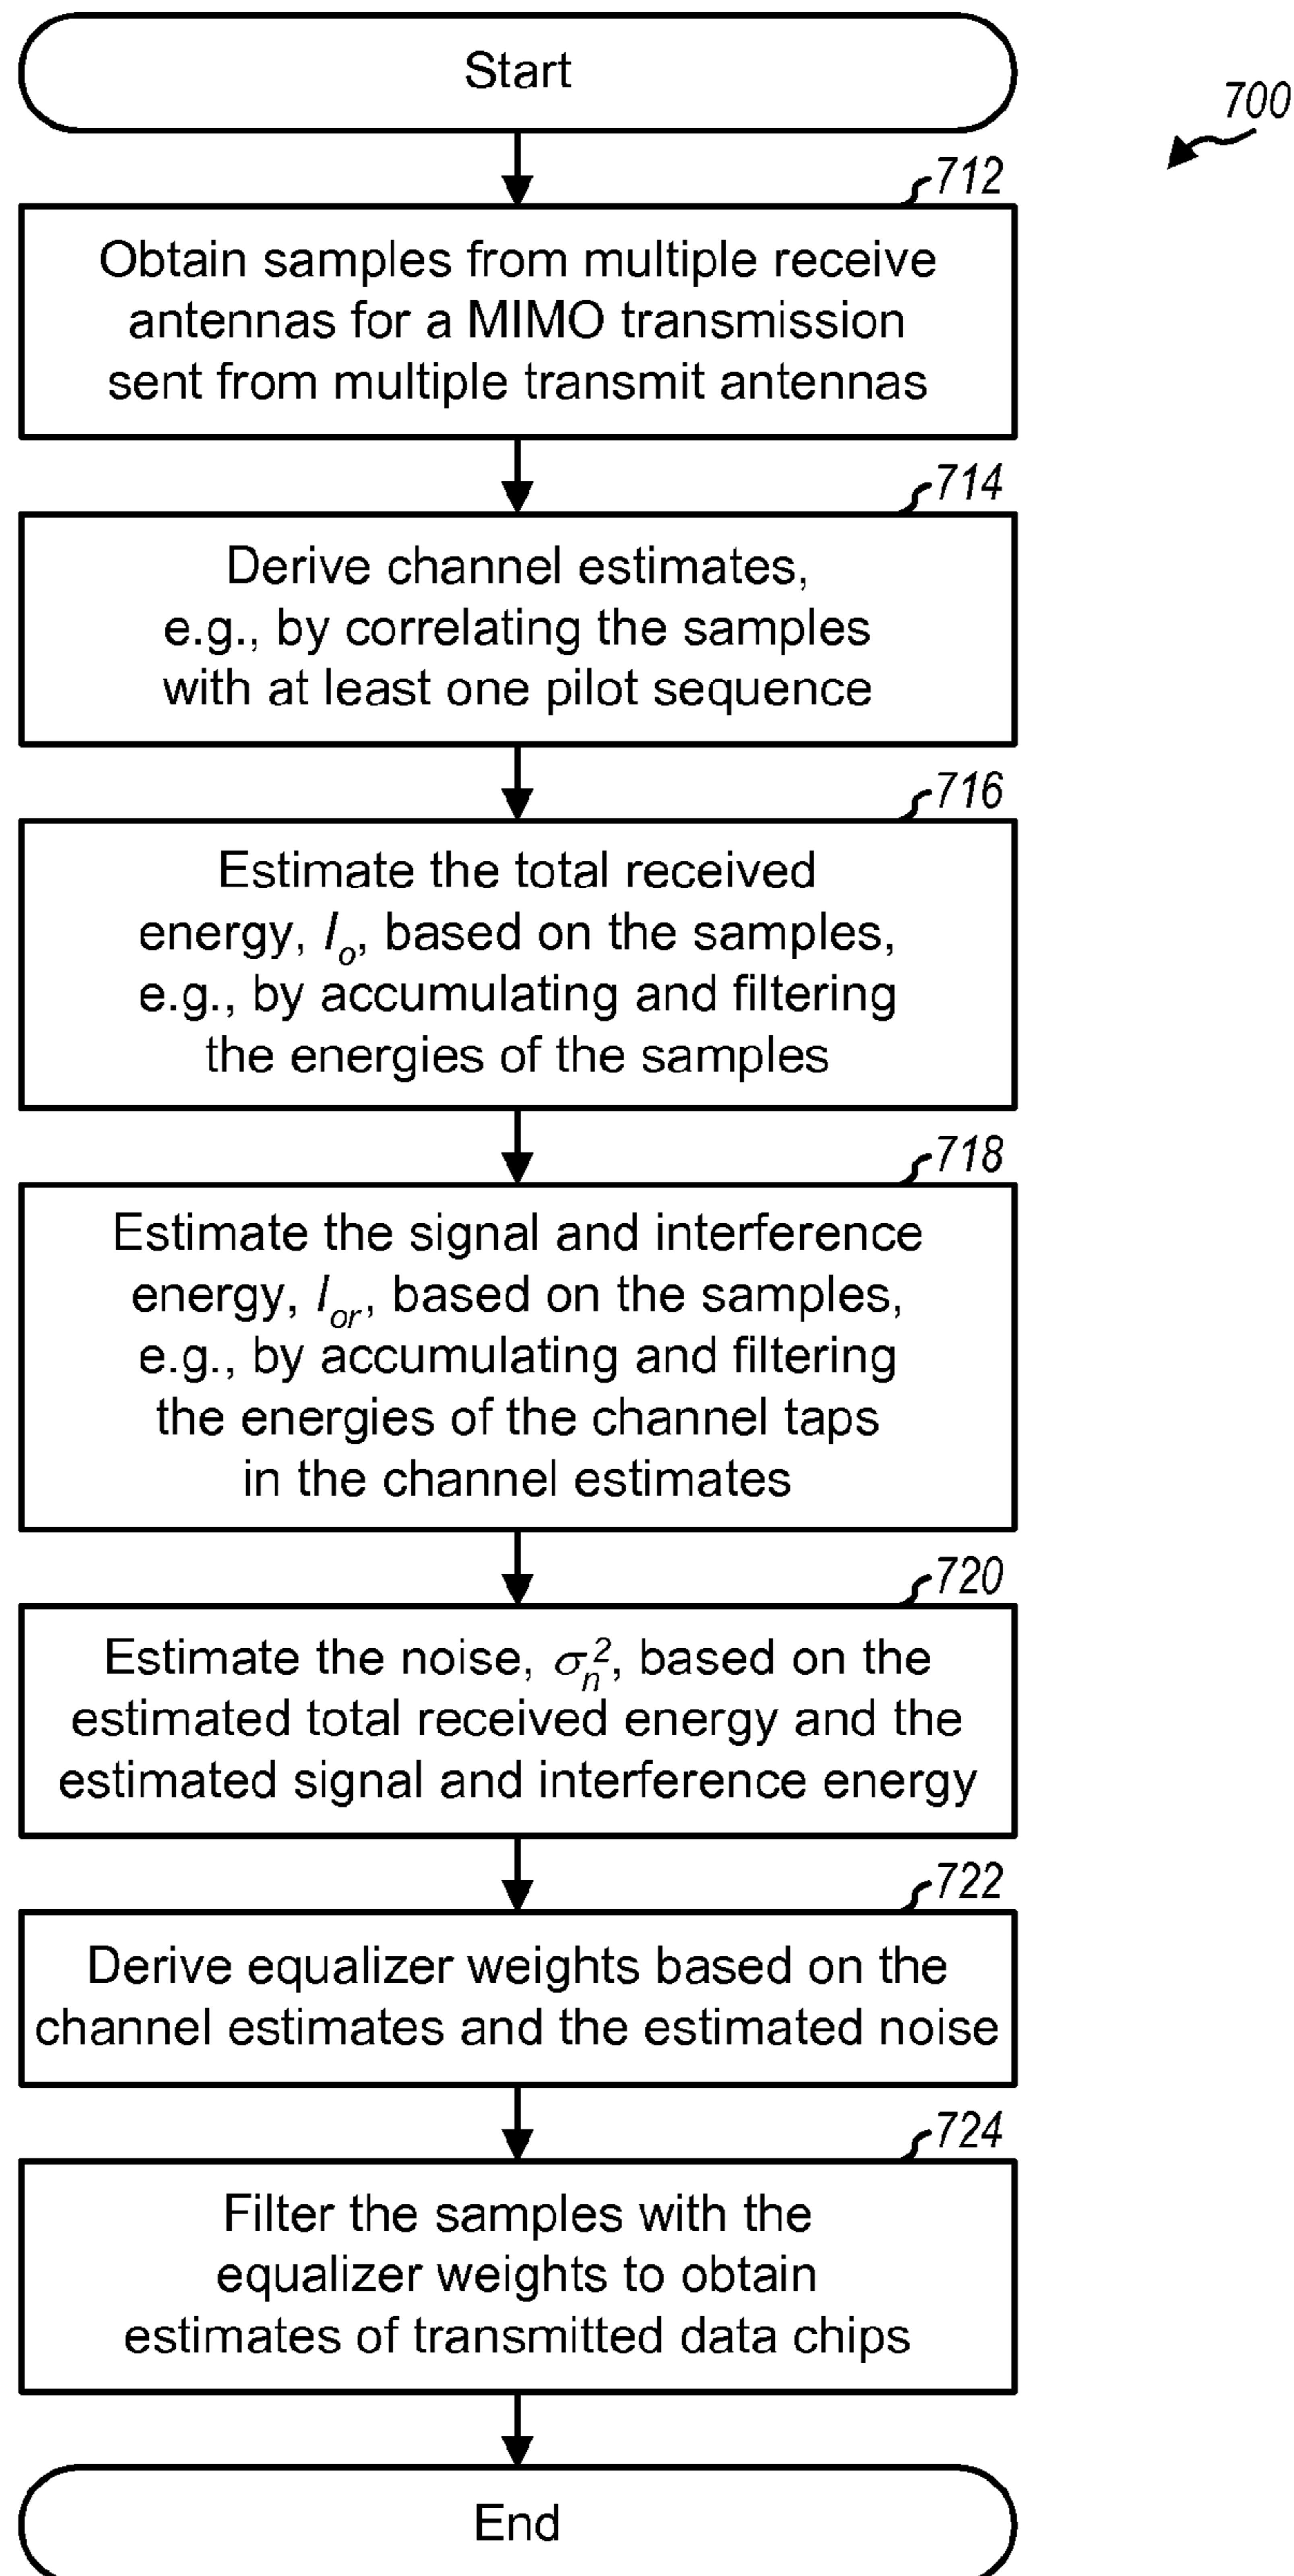 Start
700
712
Obtain samples from multiple receive
antennas for a MIMO transmission
sent from multiple transmit antennas
714
Derive channel estimates,
e.g., by correlating the samples
with at least one pilot sequence
716
Estimate the total received
energy, I_o, based on the samples,
e.g., by accumulating and filtering
the energies of the samples
718
Estimate the signal and interference
energy, I_or, based on the samples,
e.g., by accumulating and filtering
the energies of the channel taps
in the channel estimates
720
Estimate the noise, σ_n^2, based on the
estimated total received energy and the
estimated signal and interference energy
722
Derive equalizer weights based on the
channel estimates and the estimated noise
724
Filter the samples with the
equalizer weights to obtain
estimates of transmitted data chips
End